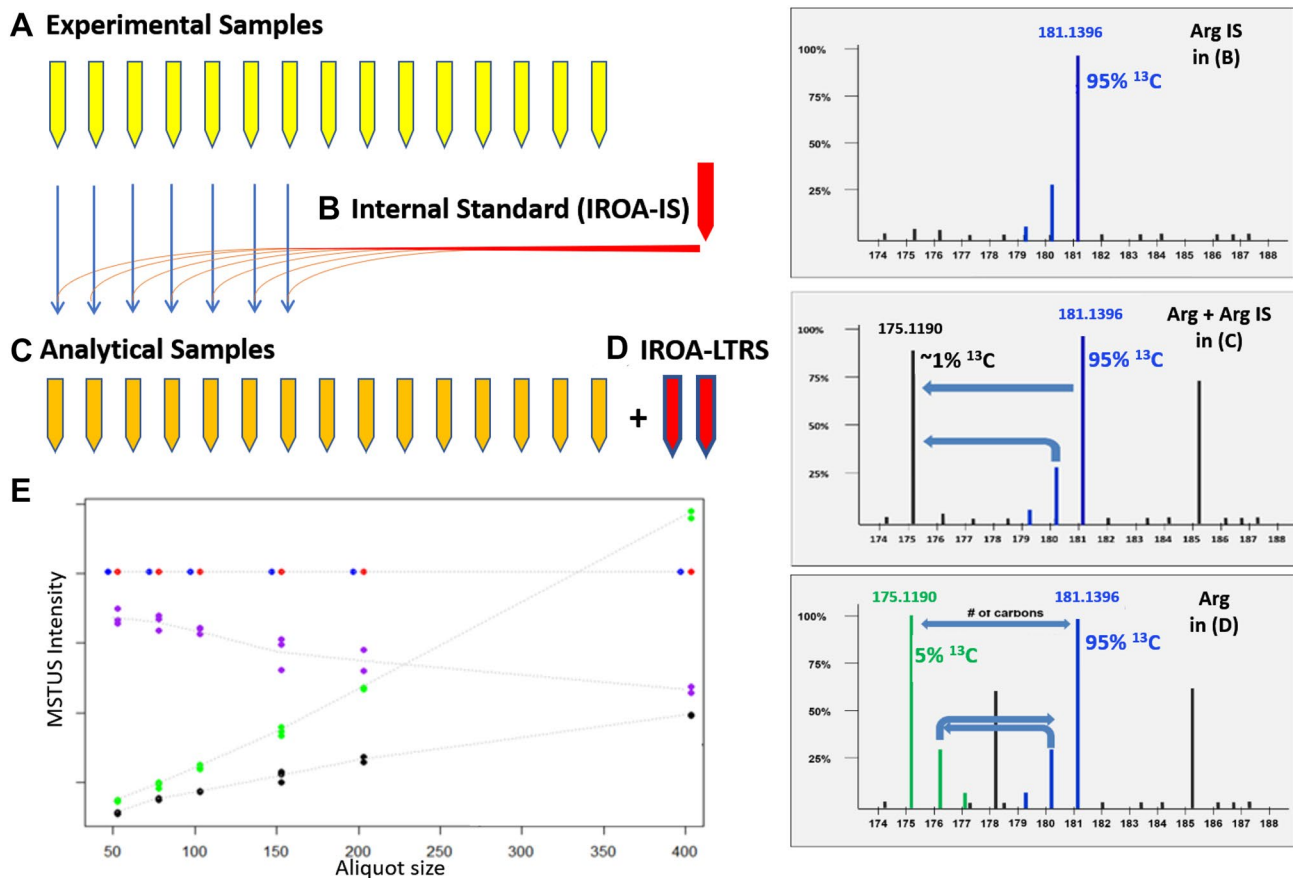 A Experimental Samples
B Internal Standard (IROA-IS)
C Analytical Samples
D IROA-LTRS
+
E
MSTUS Intensity
50 100 150 200 250 300 350 400
Aliquot size
181.1396
Arg IS
in (B)
95% ¹³C
100%
75%
50%
25%
174 175 176 177 178 179 180 181 182 183 184 185 186 187 188
175.1190
181.1396
Arg + Arg IS
in (C)
~1% ¹³C
95% ¹³C
100%
75%
50%
25%
174 175 176 177 178 179 180 181 182 183 184 185 186 187 188
175.1190
# of carbons
181.1396
Arg
in (D)
5% ¹³C
95% ¹³C
100%
75%
50%
25%
174 175 176 177 178 179 180 181 182 183 184 185 186 187 188